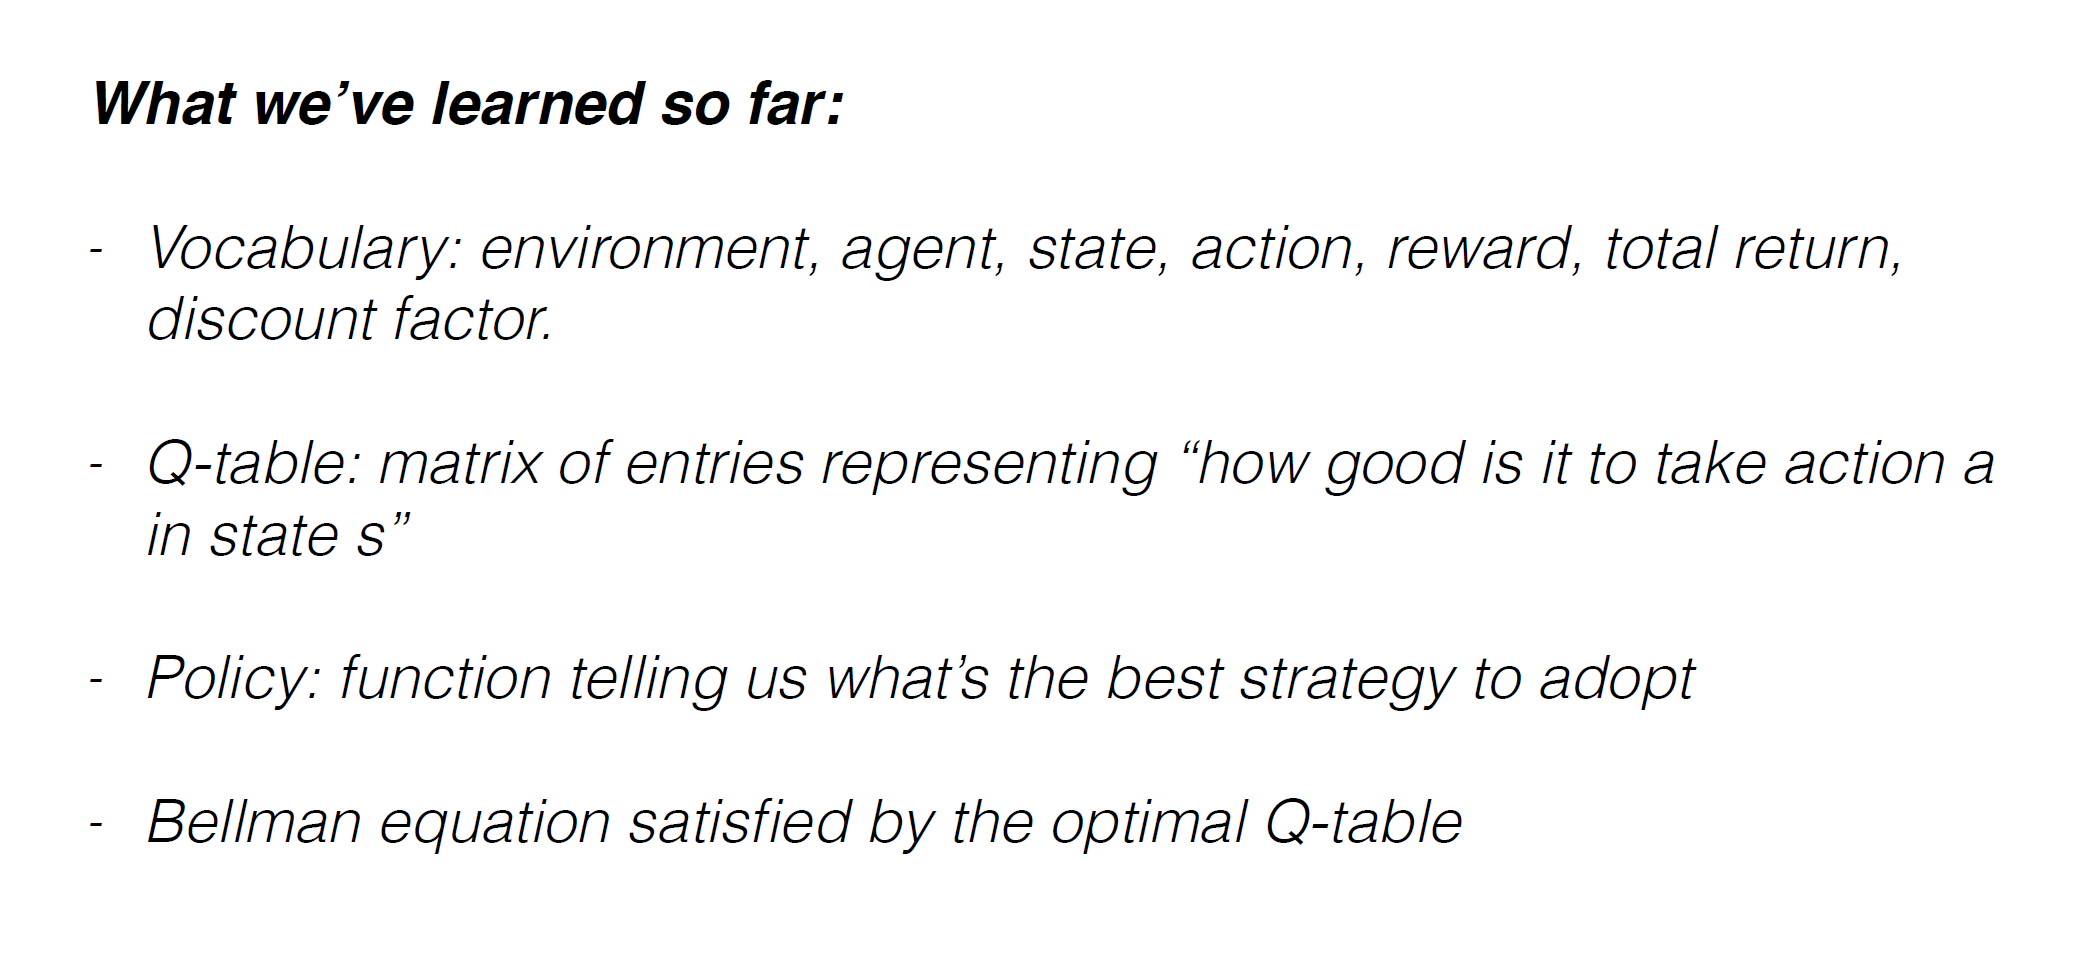 What we’ve learned so far:
- Vocabulary: environment, agent, state, action, reward, total return,
discount factor.
- Q-table: matrix of entries representing “how good is it to take action a
in state s”
- Policy: function telling us what’s the best strategy to adopt
- Bellman equation satisfied by the optimal Q-table